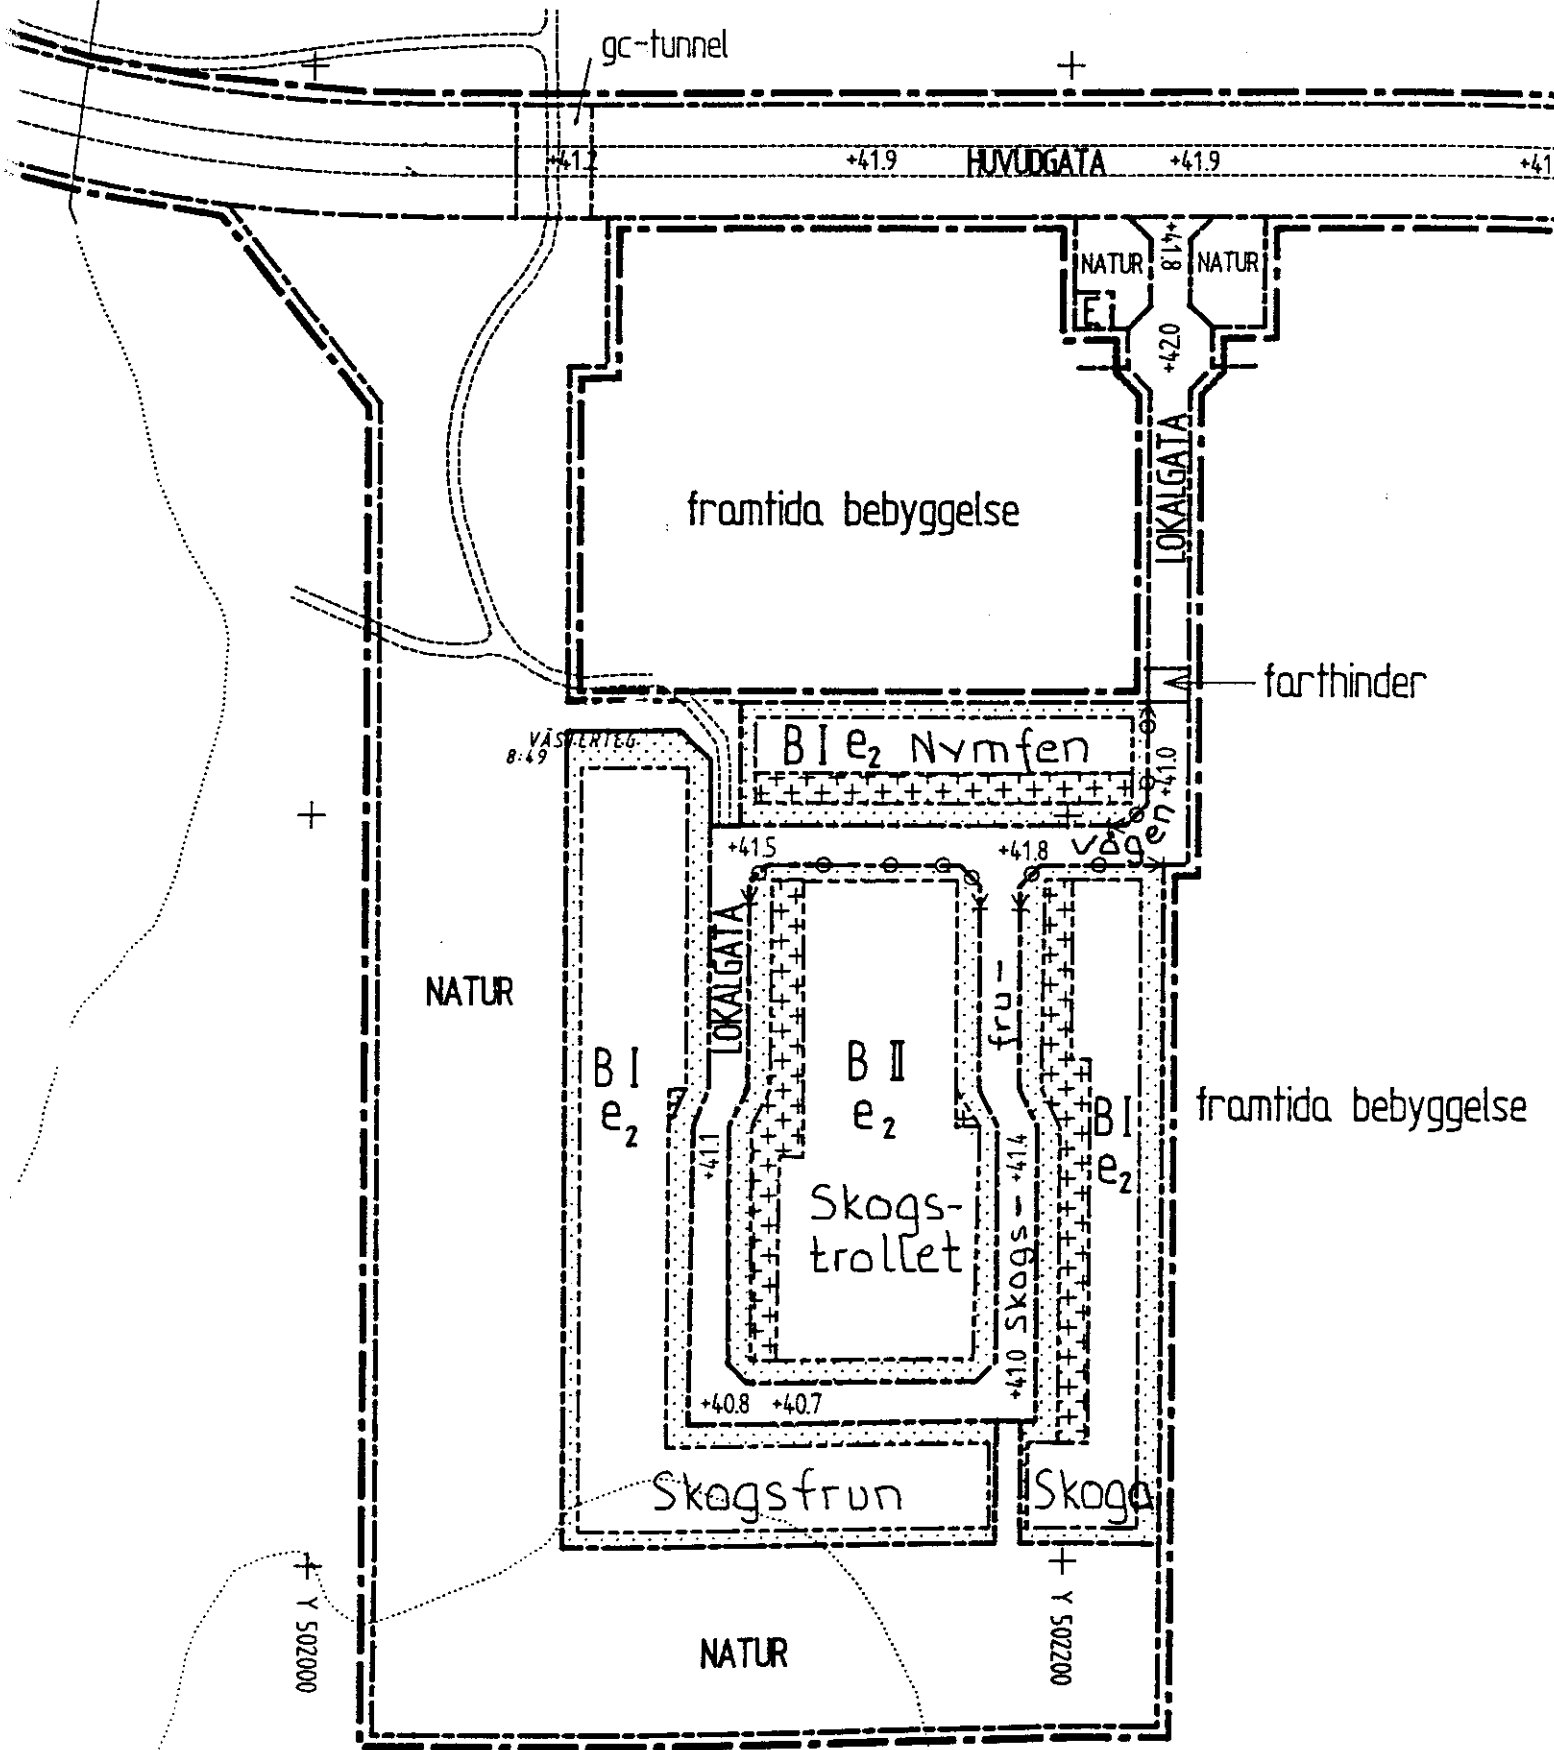 gc-tunnel
+41.2
+41.9
HUVUDGATA
+41.9
+41
NATUR
+41.8
NATUR
E
+42.0
LOKALGATA
framtida bebyggelse
farthinder
VÄSTERTEG
8:49
B I e₂ Nymfen
+41.0
+41.5
+41.8
vägen
LOKALGATA
fru-
NATUR
B I
e₂
B II
e₂
B I
e₂
framtida bebyggelse
+41.1
+41.4
Skogs-
trollet
Skogs-
+41.0
+40.8
+40.7
Skogsfrun
Skoga
Y 502000
Y 502200
NATUR